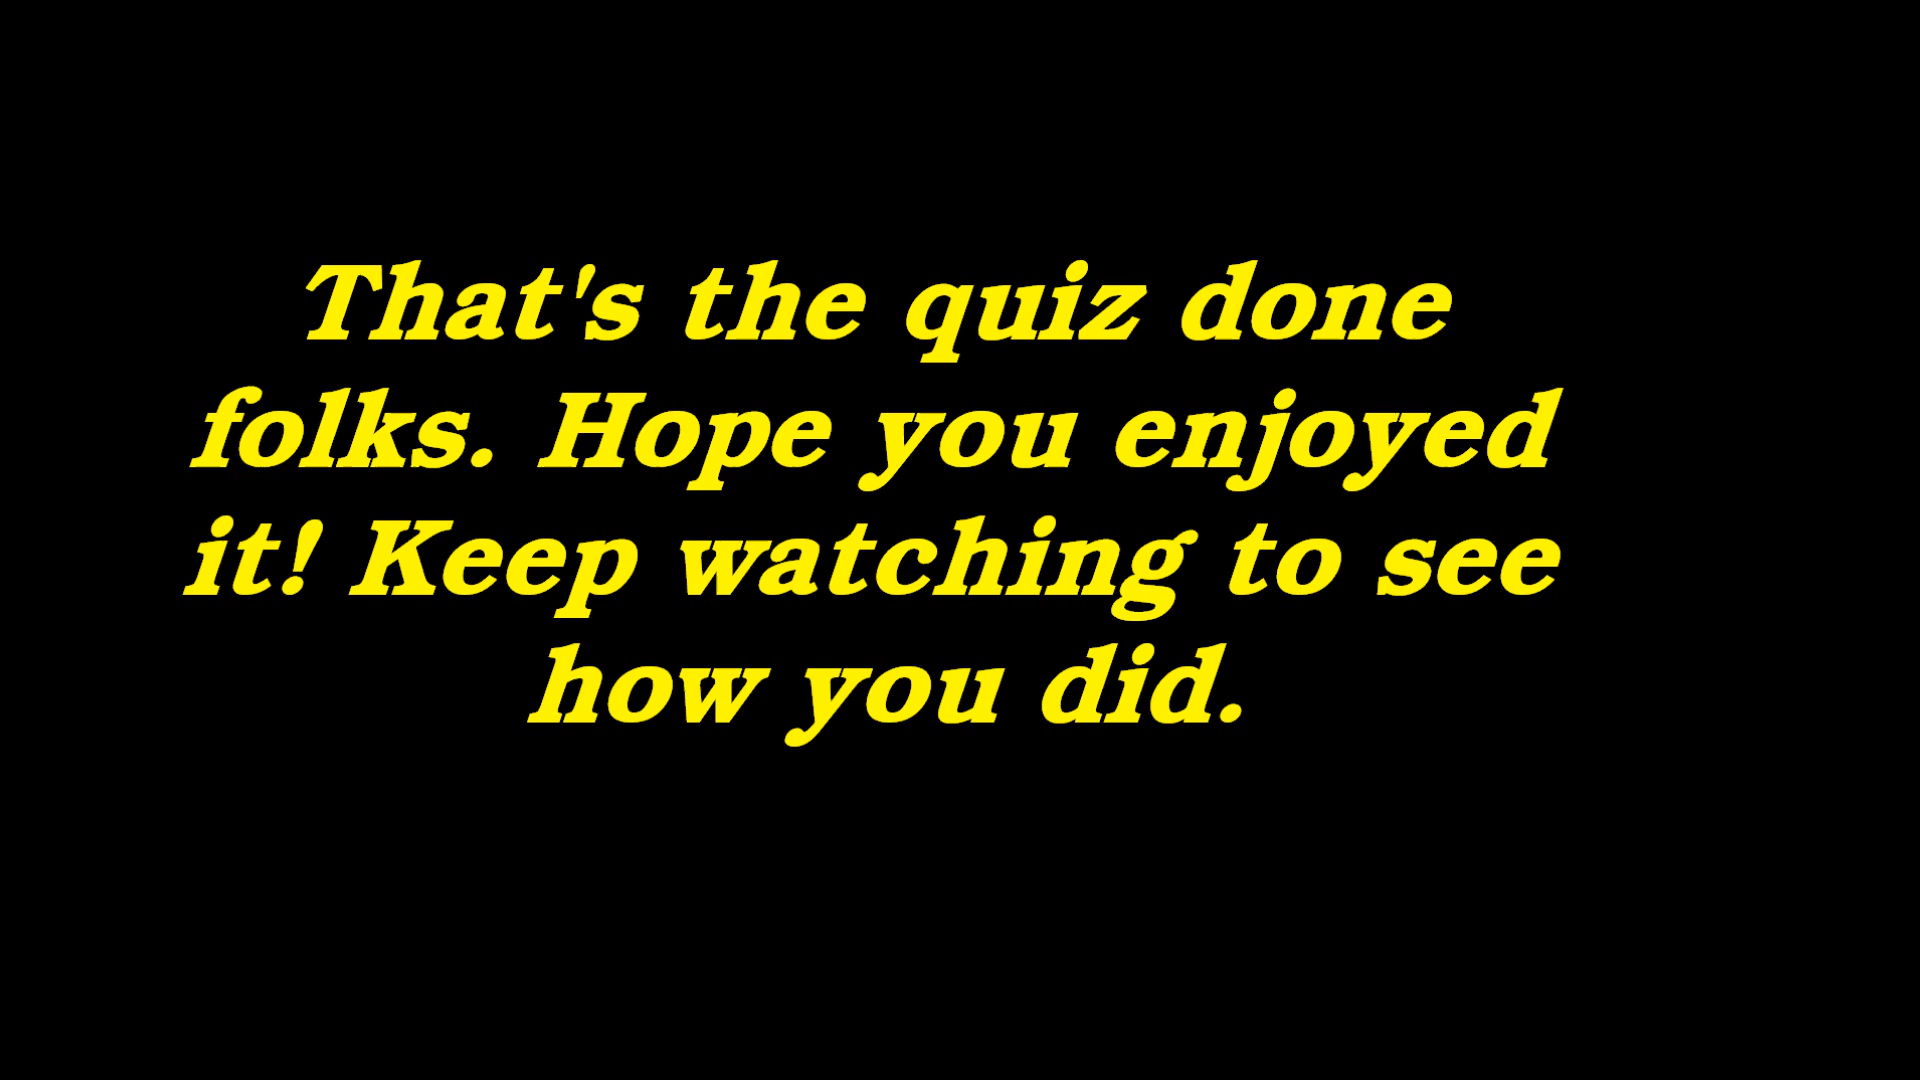 That's the quiz done
folks. Hope you enjoyed
it! Keep watching to see
how you did.